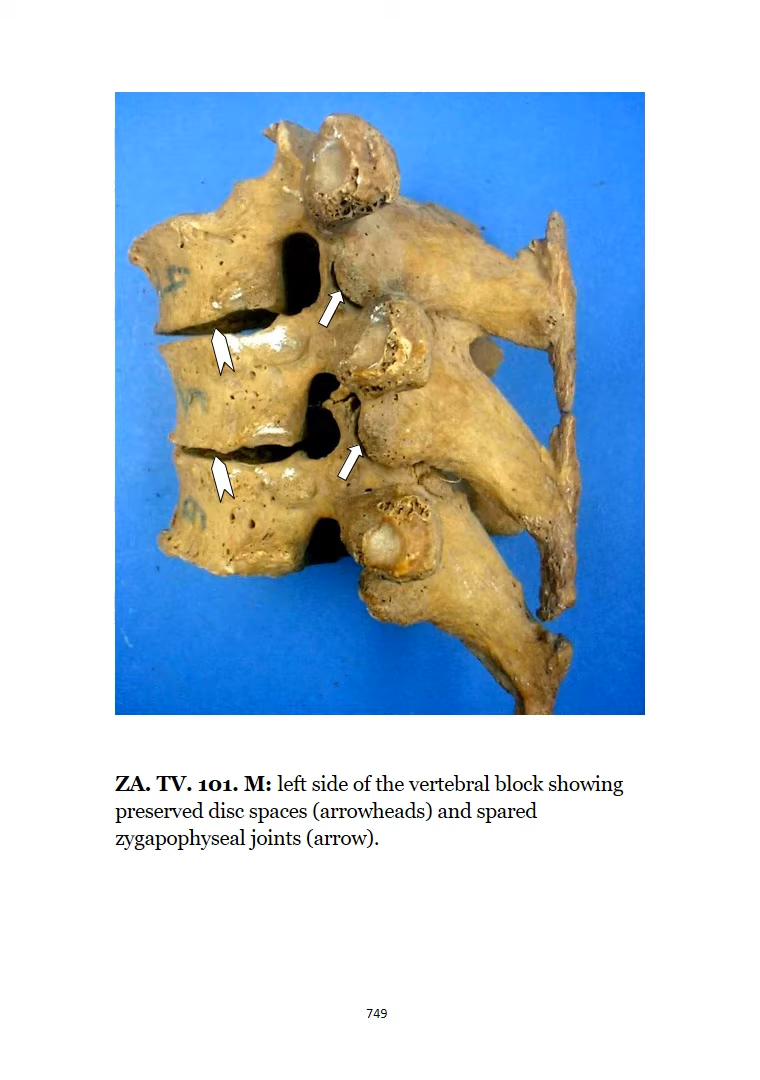 ZA. TV. 101. M: left side of the vertebral block showing
preserved disc spaces (arrowheads) and spared
zygapophyseal joints (arrow).
749